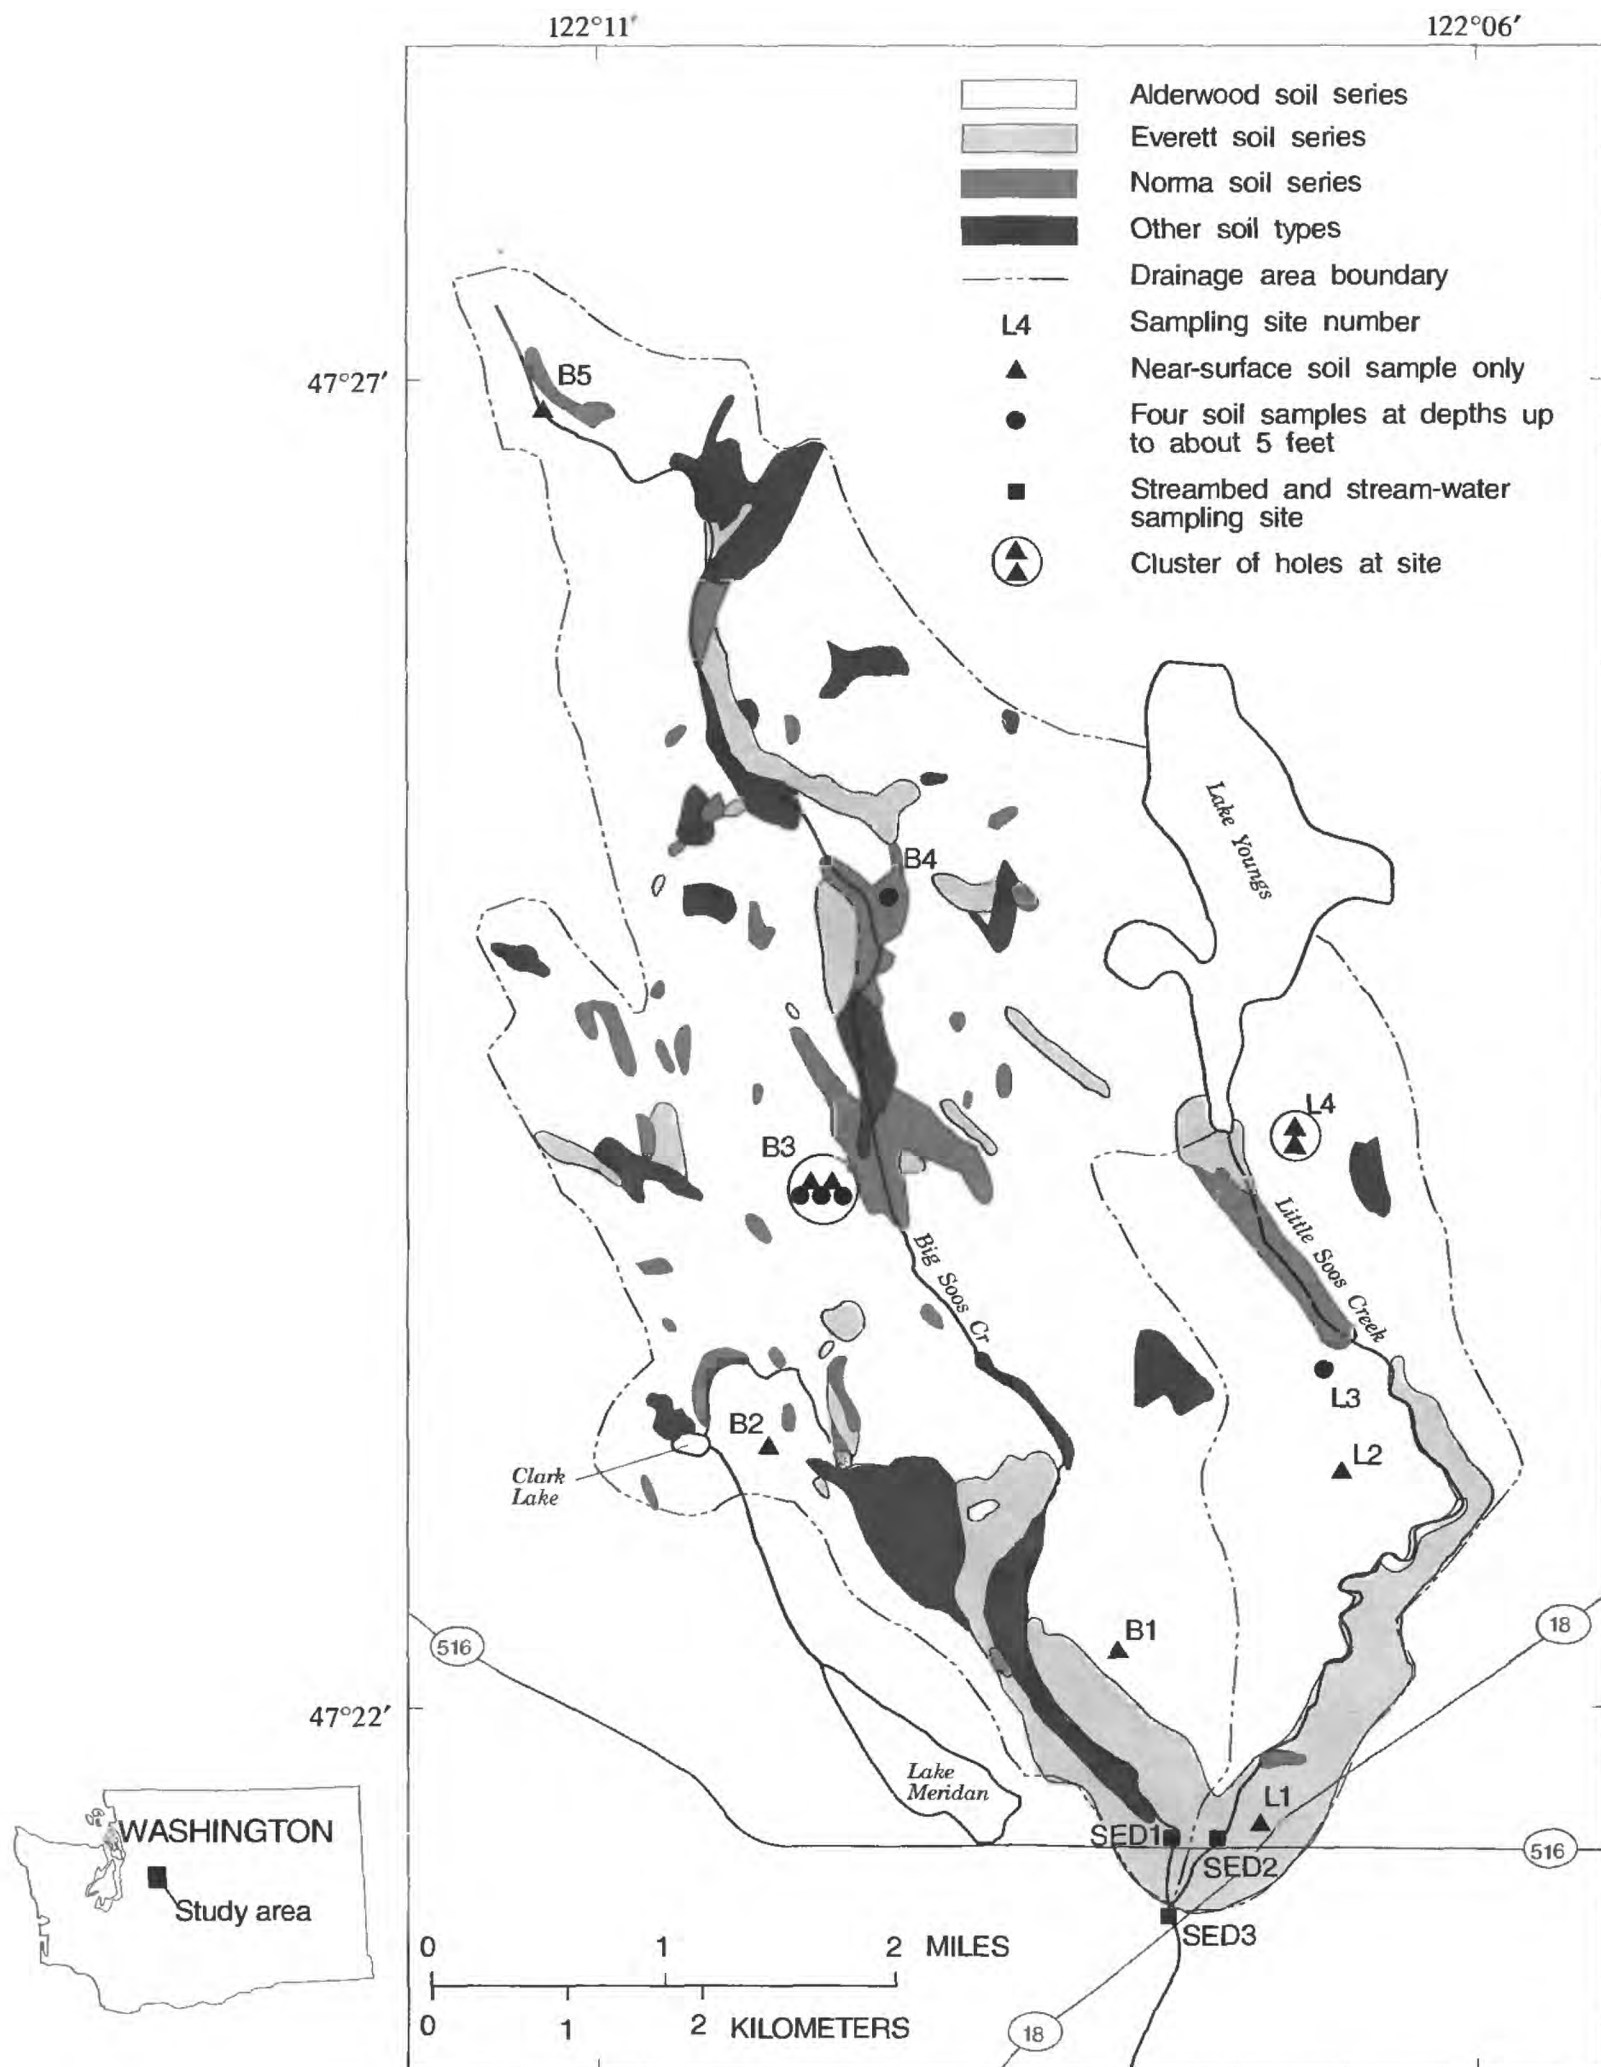 122°11′
122°06′
Alderwood soil series
Everett soil series
Norma soil series
Other soil types
Drainage area boundary
L4
Sampling site number
Near-surface soil sample only
Four soil samples at depths up
to about 5 feet
Streambed and stream-water
sampling site
Cluster of holes at site
47°27′
B5
Lake Youngs
B4
L4
B3
Little Soos Creek
Big Soos Cr
L3
B2
L2
Clark
Lake
B1
18
516
47°22′
Lake
Meridan
L1
WASHINGTON
SED1
516
SED2
Study area
SED3
0
1
2 MILES
0
1
2 KILOMETERS
18